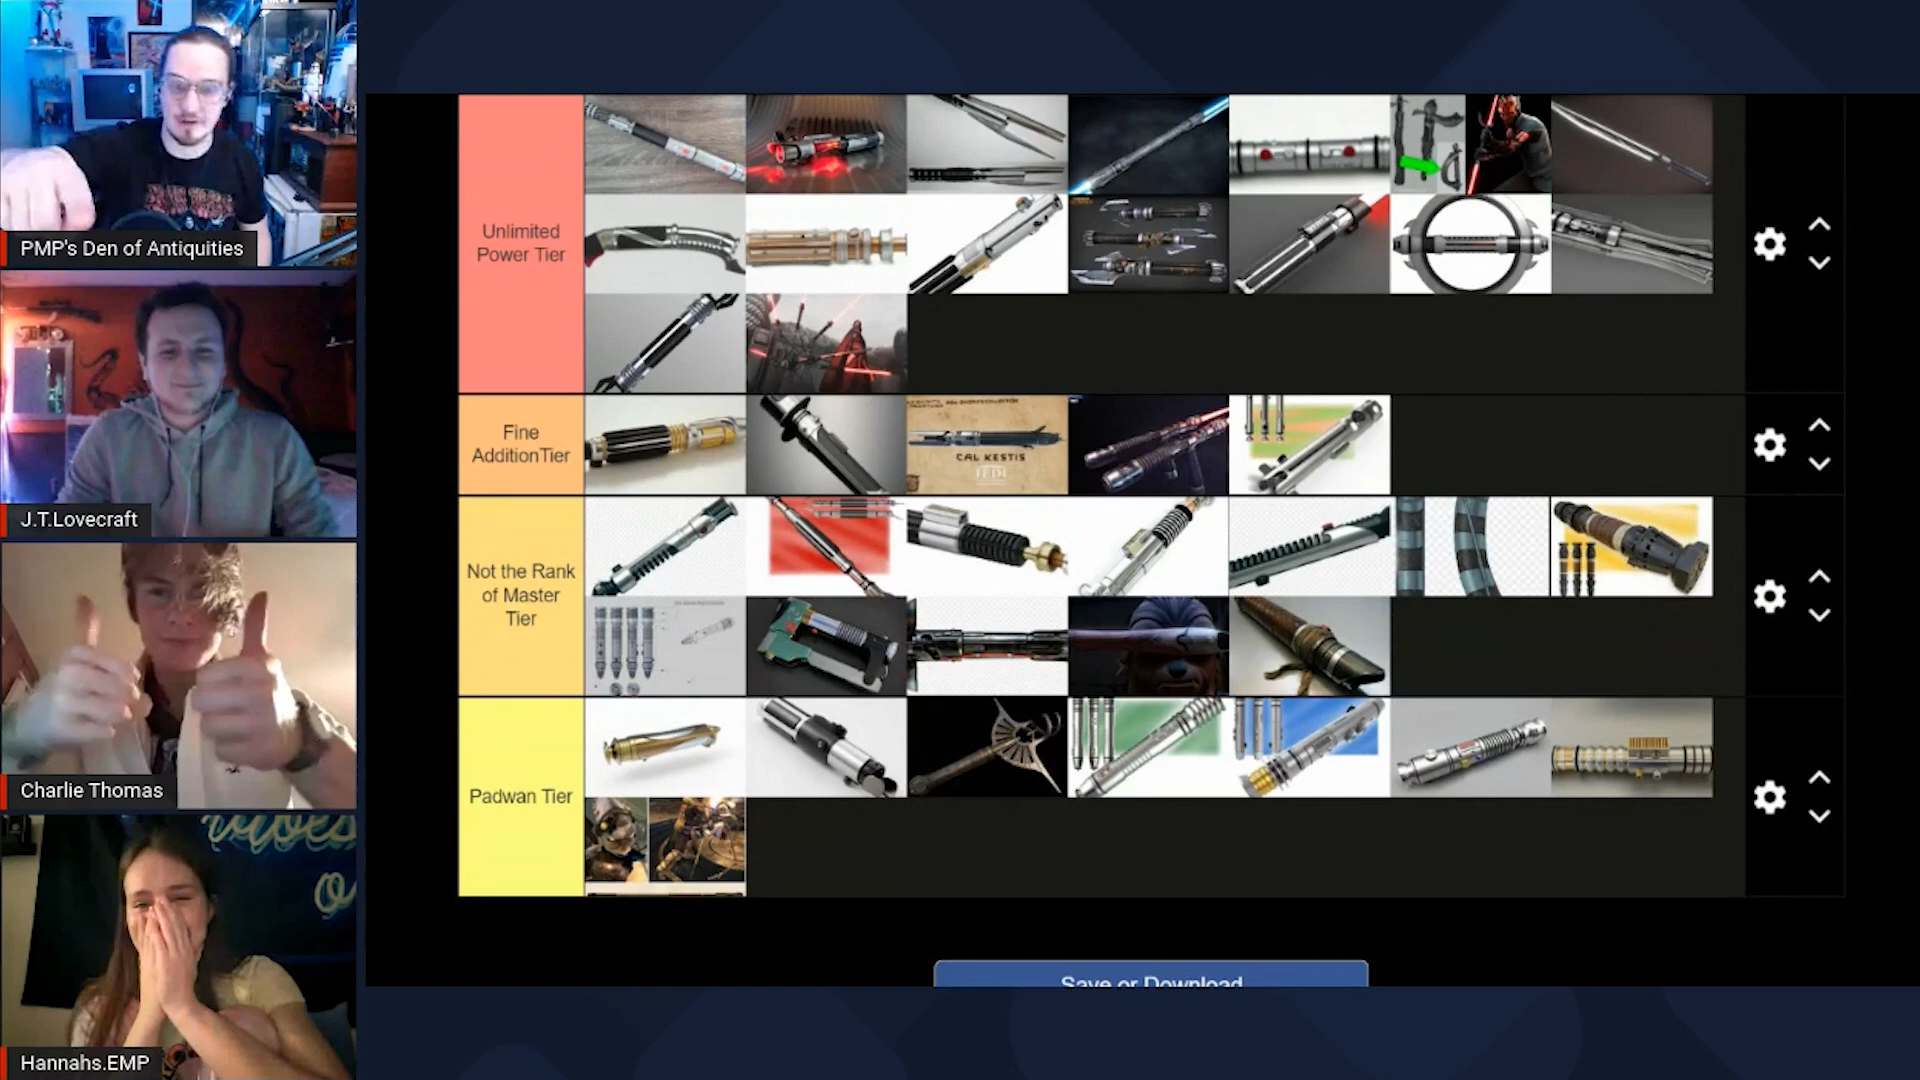 PMP's Den of Antiquities
J.T.Lovecraft
Charlie Thomas
Hannahs.EMP
Unlimited
Power Tier
Fine
AdditionTier
CAL KESTIS
JEDI
Not the Rank
of Master
Tier
Padwan Tier
Save or Download